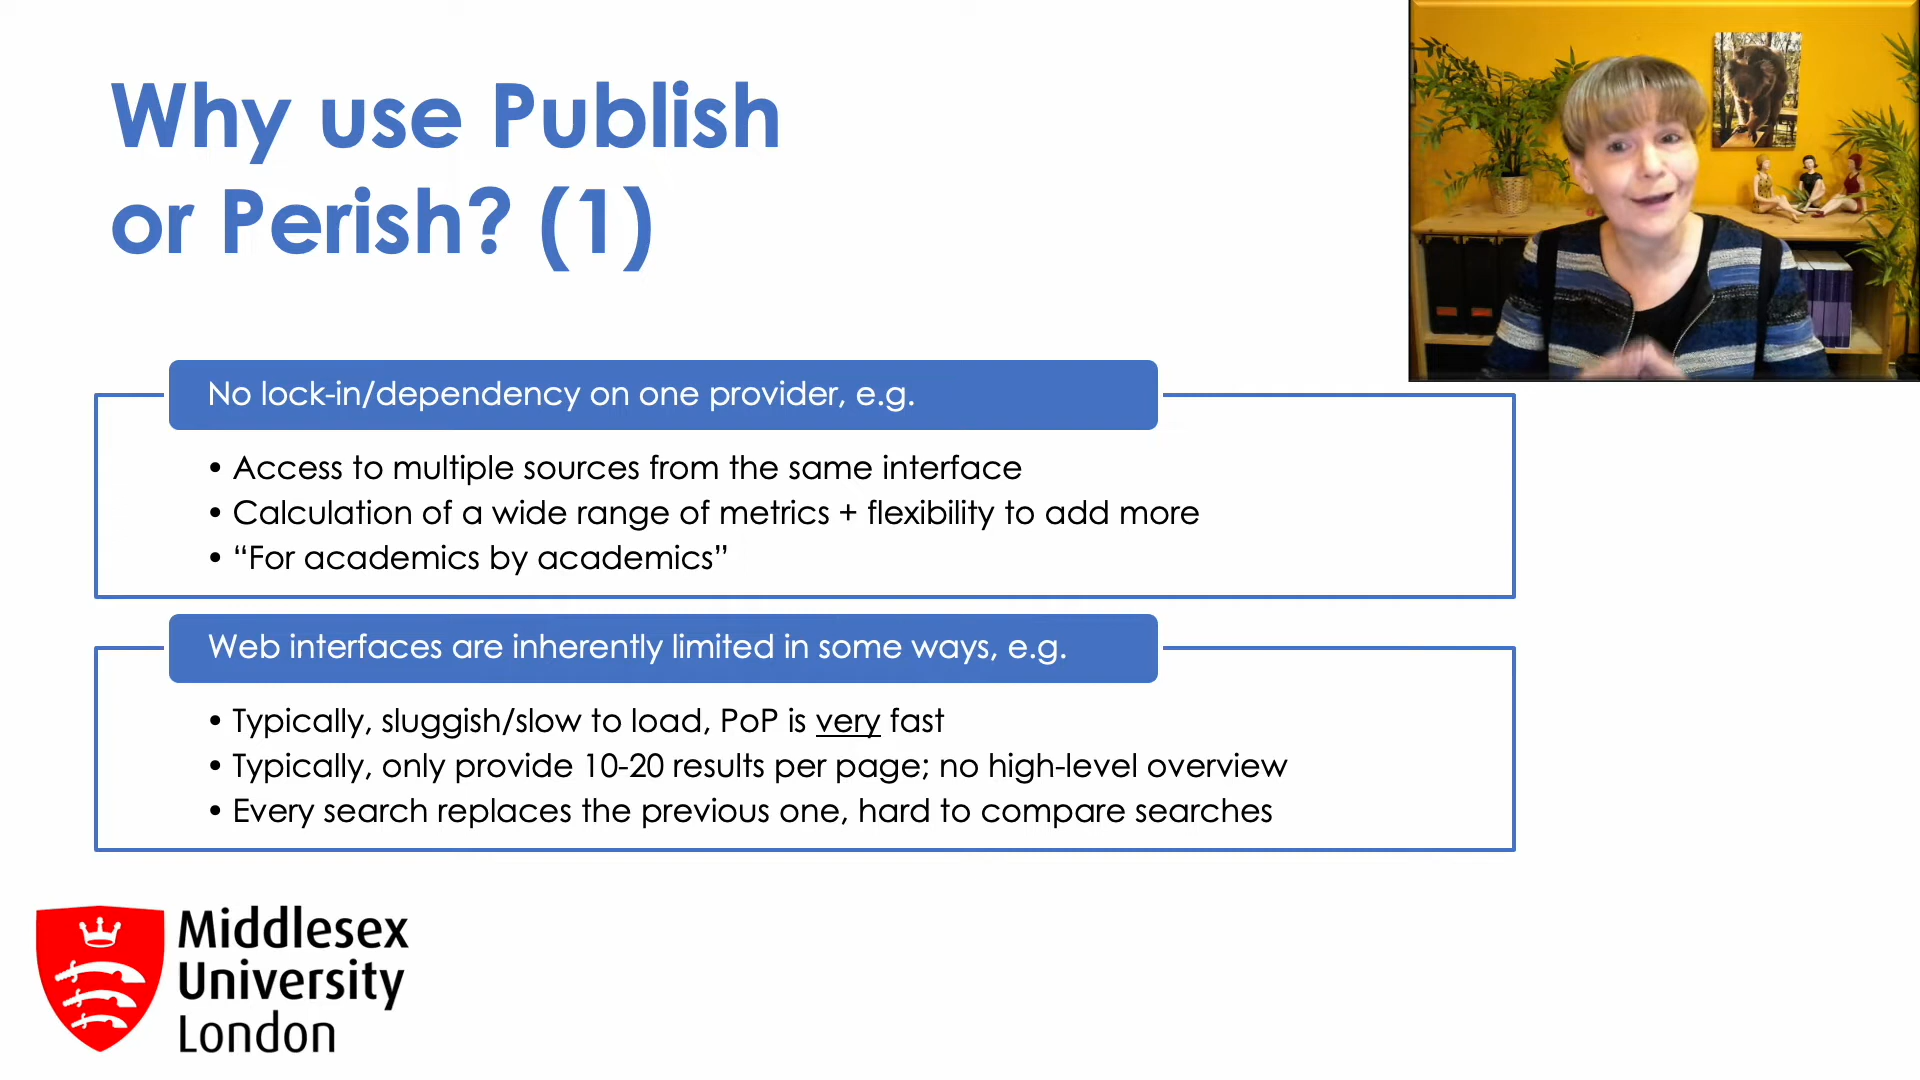 Why use Publish
or Perish? (1)
No lock-in/dependency on one provider, e.g.
• Access to multiple sources from the same interface
• Calculation of a wide range of metrics + flexibility to add more
• “For academics by academics”
Web interfaces are inherently limited in some ways, e.g.
• Typically, sluggish/slow to load, PoP is very fast
• Typically, only provide 10-20 results per page; no high-level overview
• Every search replaces the previous one, hard to compare searches
Middlesex
University
London